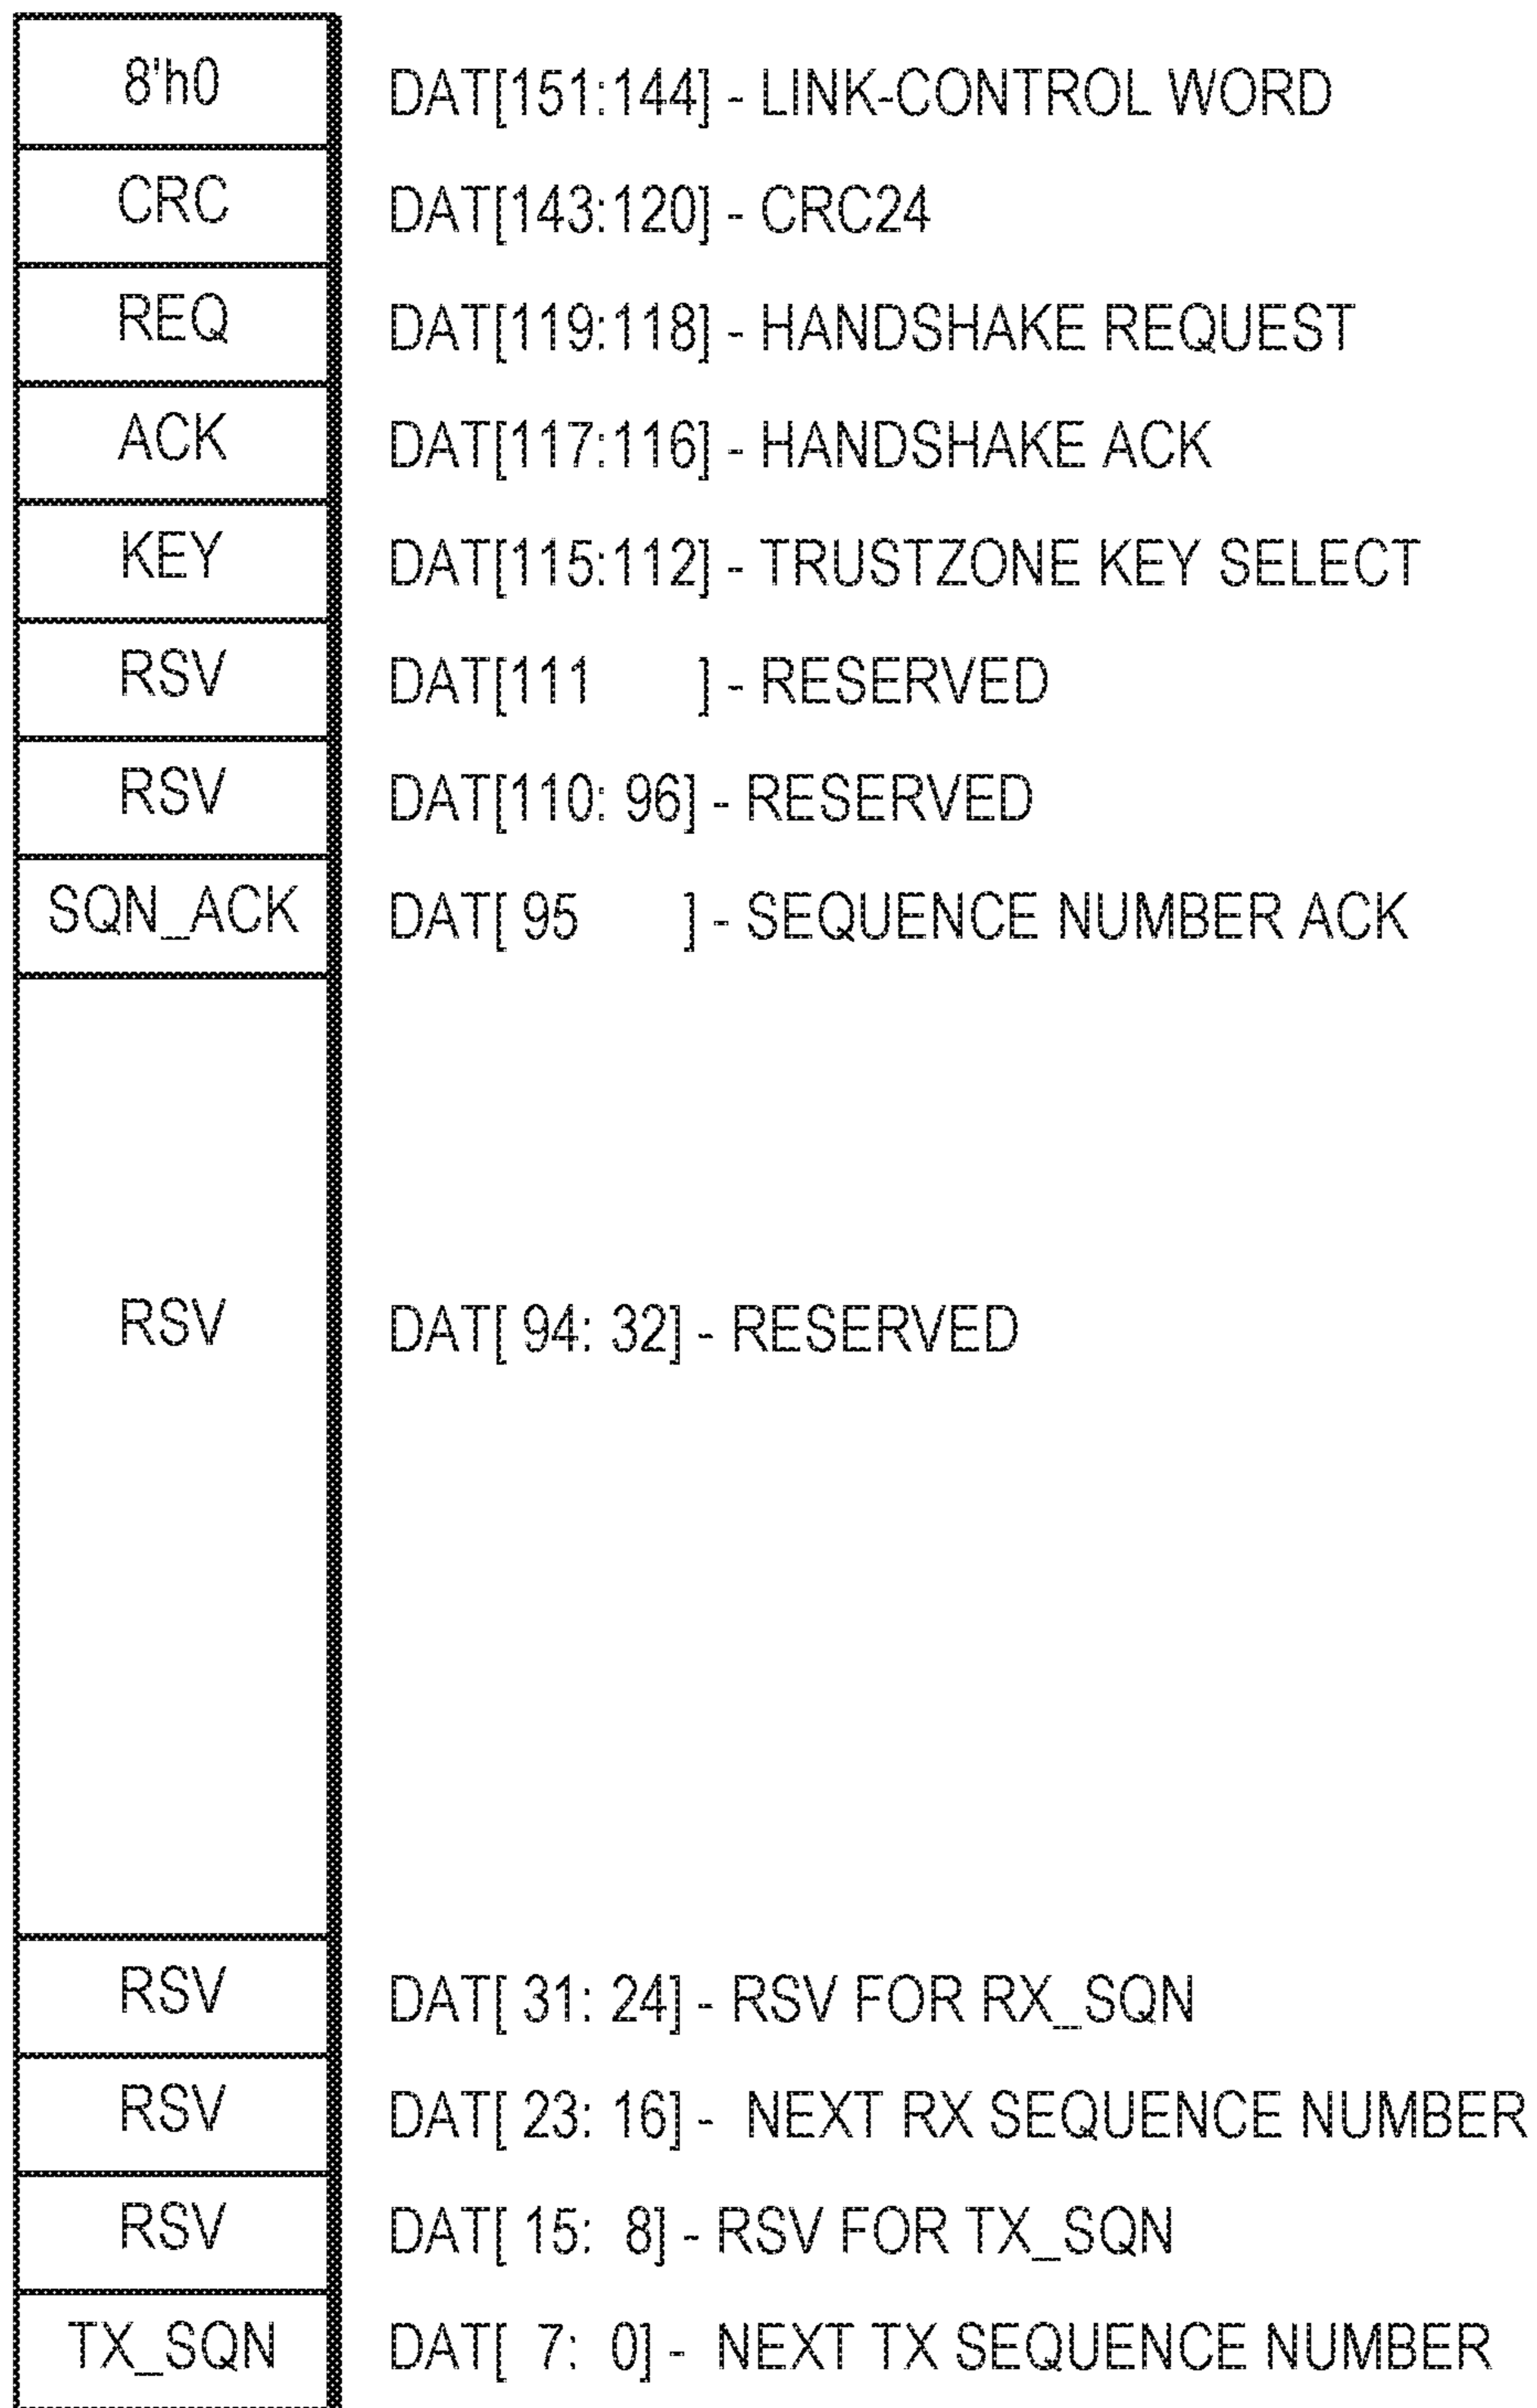 8'h0 DAT[151:144] - LINK-CONTROL WORD
CRC DAT[143:120] - CRC24
REQ DAT[119:118] - HANDSHAKE REQUEST
ACK DAT[117:116] - HANDSHAKE ACK
KEY DAT[115:112] - TRUSTZONE KEY SELECT
RSV DAT[111 ] - RESERVED
RSV DAT[110: 96] - RESERVED
SQN_ACK DAT[ 95 ] - SEQUENCE NUMBER ACK
RSV DAT[ 94: 32] - RESERVED
RSV DAT[ 31: 24] - RSV FOR RX_SQN
RSV DAT[ 23: 16] - NEXT RX SEQUENCE NUMBER
RSV DAT[ 15: 8] - RSV FOR TX_SQN
TX_SQN DAT[ 7: 0] - NEXT TX SEQUENCE NUMBER